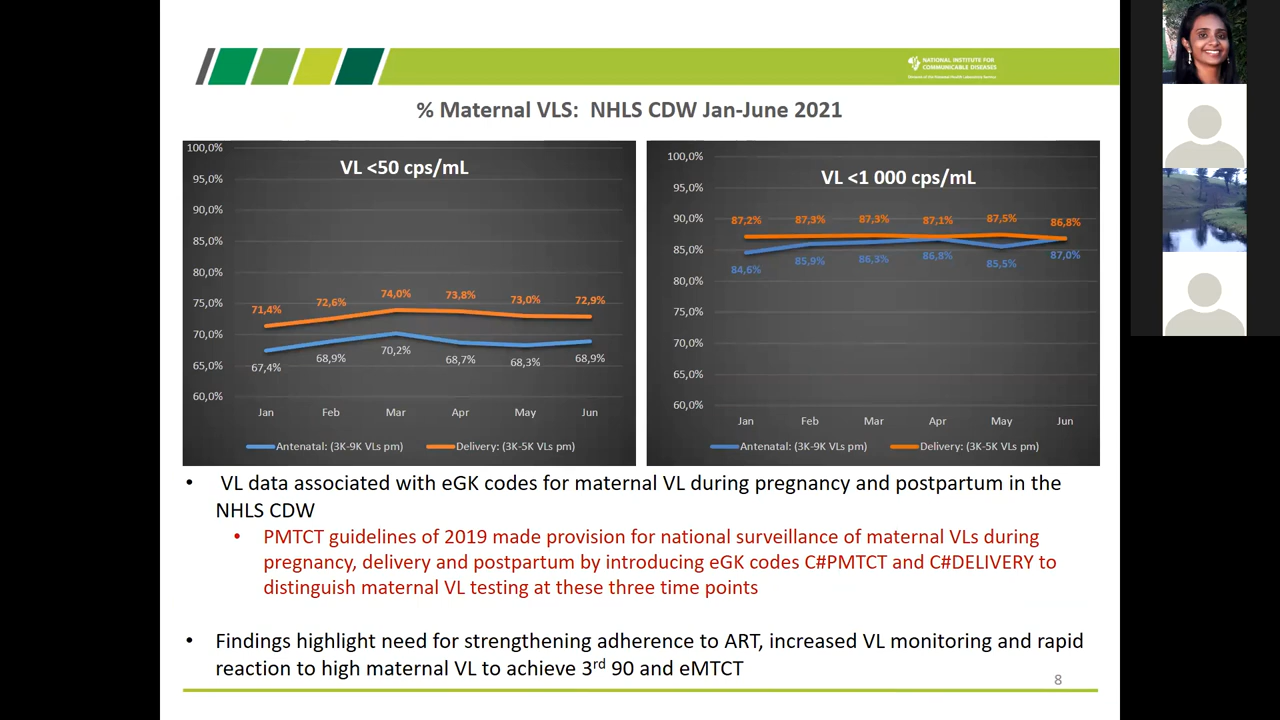 NATIONAL INSTITUTE FOR
COMMUNICABLE DISEASES
Division of the National Health Laboratory Service
% Maternal VLS: NHLS CDW Jan-June 2021
VL <50 cps/mL
100,0%
95,0%
90,0%
85,0%
80,0%
75,0%
70,0%
65,0%
60,0%
71,4% 72,6% 74,0% 73,8% 73,0% 72,9%
67,4% 68,9% 70,2% 68,7% 68,3% 68,9%
Jan Feb Mar Apr May Jun
Antenatal: (3K-9K VLs pm) Delivery: (3K-5K VLs pm)
VL <1 000 cps/mL
100,0%
95,0%
90,0%
85,0%
80,0%
75,0%
70,0%
65,0%
60,0%
87,2% 87,3% 87,3% 87,1% 87,5% 86,8%
84,6% 85,9% 86,3% 86,8% 85,5% 87,0%
Jan Feb Mar Apr May Jun
Antenatal: (3K-9K VLs pm) Delivery: (3K-5K VLs pm)
• VL data associated with eGK codes for maternal VL during pregnancy and postpartum in the
NHLS CDW
• PMTCT guidelines of 2019 made provision for national surveillance of maternal VLs during
pregnancy, delivery and postpartum by introducing eGK codes C#PMTCT and C#DELIVERY to
distinguish maternal VL testing at these three time points
• Findings highlight need for strengthening adherence to ART, increased VL monitoring and rapid
reaction to high maternal VL to achieve 3rd 90 and eMTCT
8